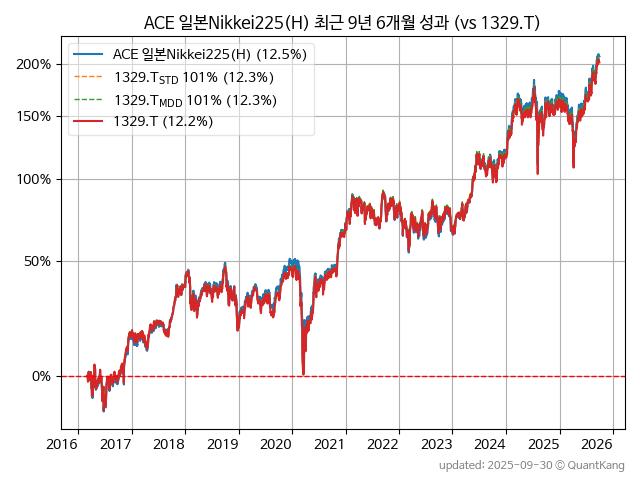 ACE 일본Nikkei225(H) 최근 9년 6개월 성과 (vs 1329.T)
ACE 일본Nikkei225(H) (12.5%)
1329.T_STD 101% (12.3%)
1329.T_MDD 101% (12.3%)
1329.T (12.2%)
200%
150%
100%
50%
0%
2016 2017 2018 2019 2020 2021 2022 2023 2024 2025 2026
updated: 2025-09-30 © QuantKang